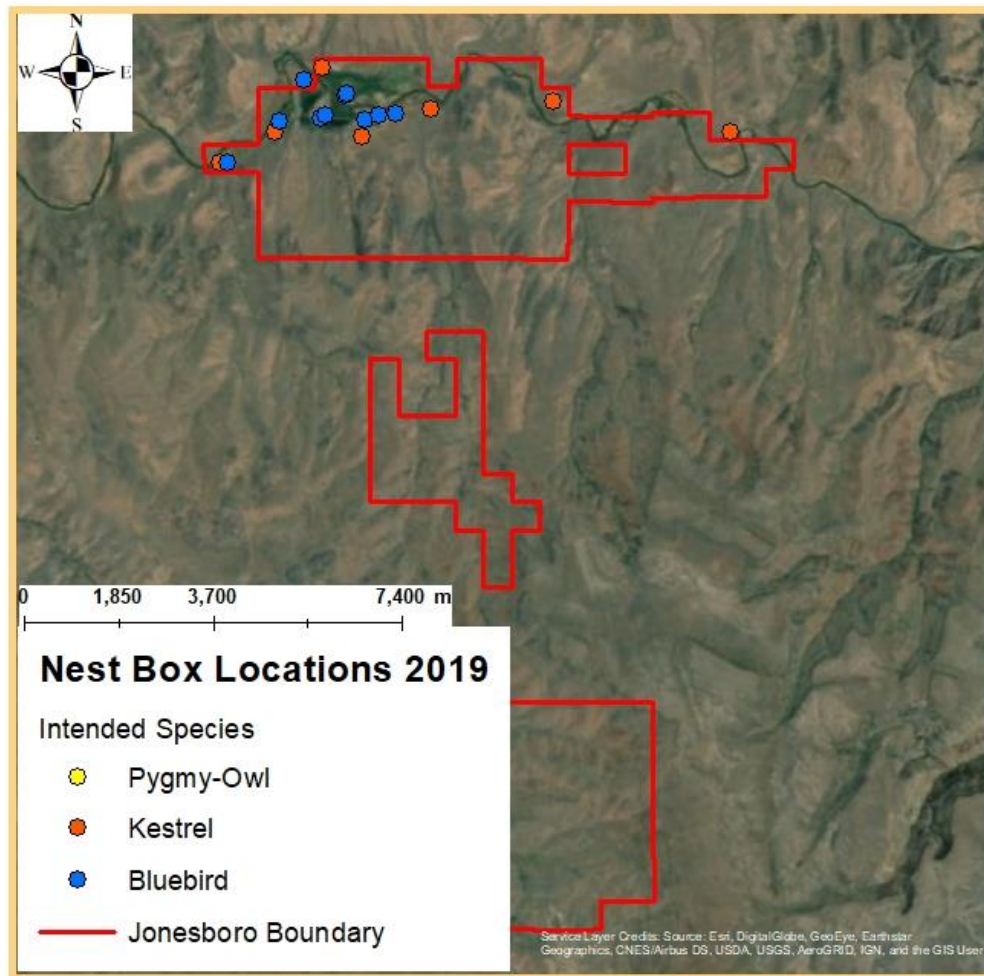 N
W E
S
0 1,850 3,700 7,400 m
Nest Box Locations 2019
Intended Species
Pygmy-Owl
Kestrel
Bluebird
Jonesboro Boundary
Service Layer Credits: Source: Esri, DigitalGlobe, GeoEye, Earthstar
Geographics, CNES/Airbus DS, USDA, USGS, AeroGRID, IGN, and the GIS User